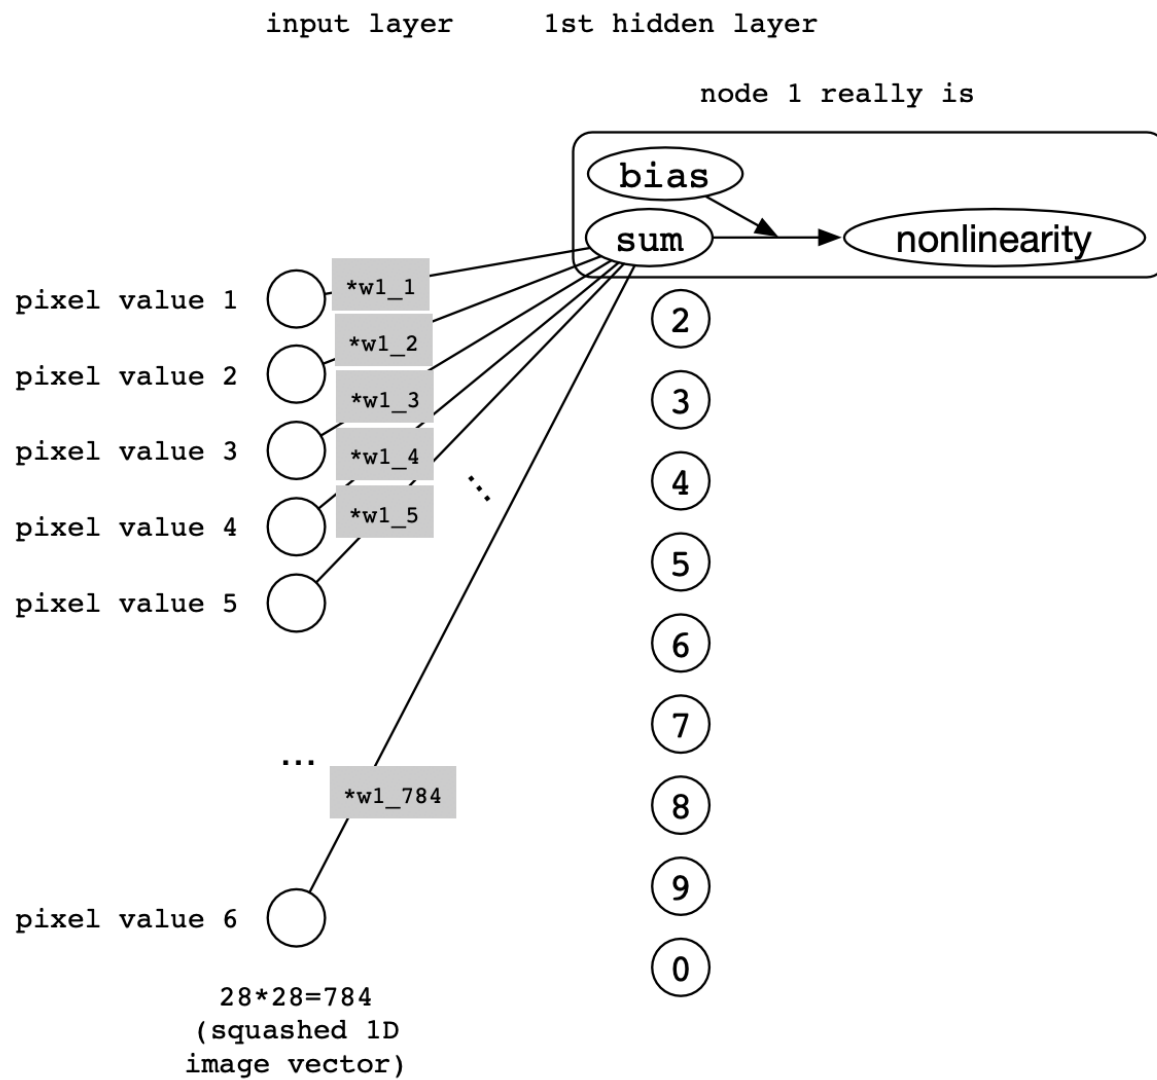 input layer
1st hidden layer
node 1 really is
bias
sum
nonlinearity
pixel value 1
*w1_1
2
pixel value 2
*w1_2
3
pixel value 3
*w1_3
pixel value 4
*w1_4
4
pixel value 5
*w1_5
...
5
6
7
...
*w1_784
8
9
pixel value 6
0
28*28=784
(squashed 1D
image vector)